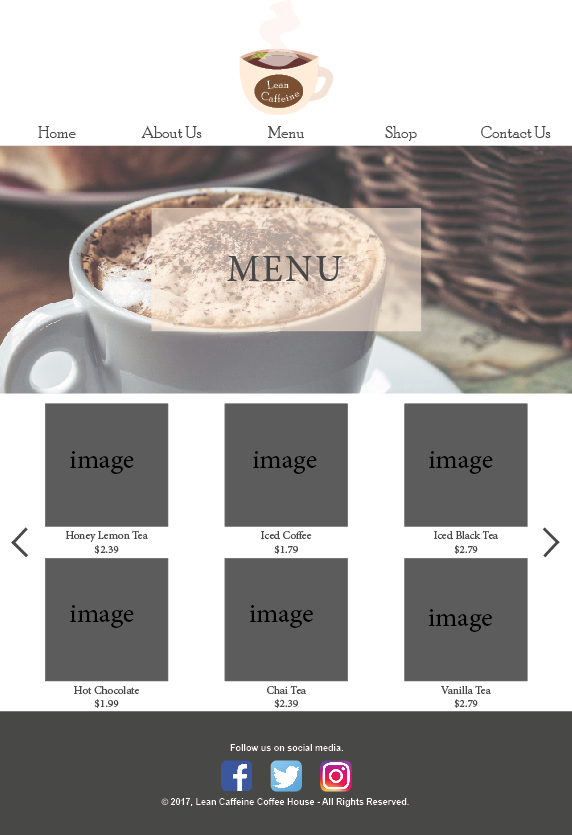 Lean
Caffeine
Home About Us Menu Shop Contact Us
MENU
image image image
Honey Lemon Tea Iced Coffee Iced Black Tea
$2.39 $1.79 $2.79
image image image
Hot Chocolate Chai Tea Vanilla Tea
$1.99 $2.39 $2.79
Follow us on social media.
© 2017, Lean Caffeine Coffee House - All Rights Reserved.